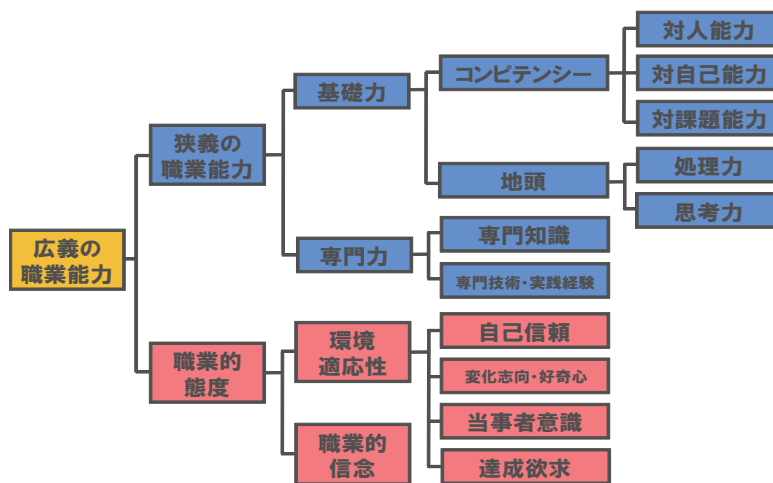 対人能力
コンピテンシー
対自己能力
基礎力
対課題能力
狭義の
職業能力
処理力
地頭
思考力
専門知識
広義の
職業能力
専門力
専門技術・実践経験
自己信頼
環境
適応性
職業的
態度
変化志向・好奇心
当事者意識
職業的
信念
達成欲求